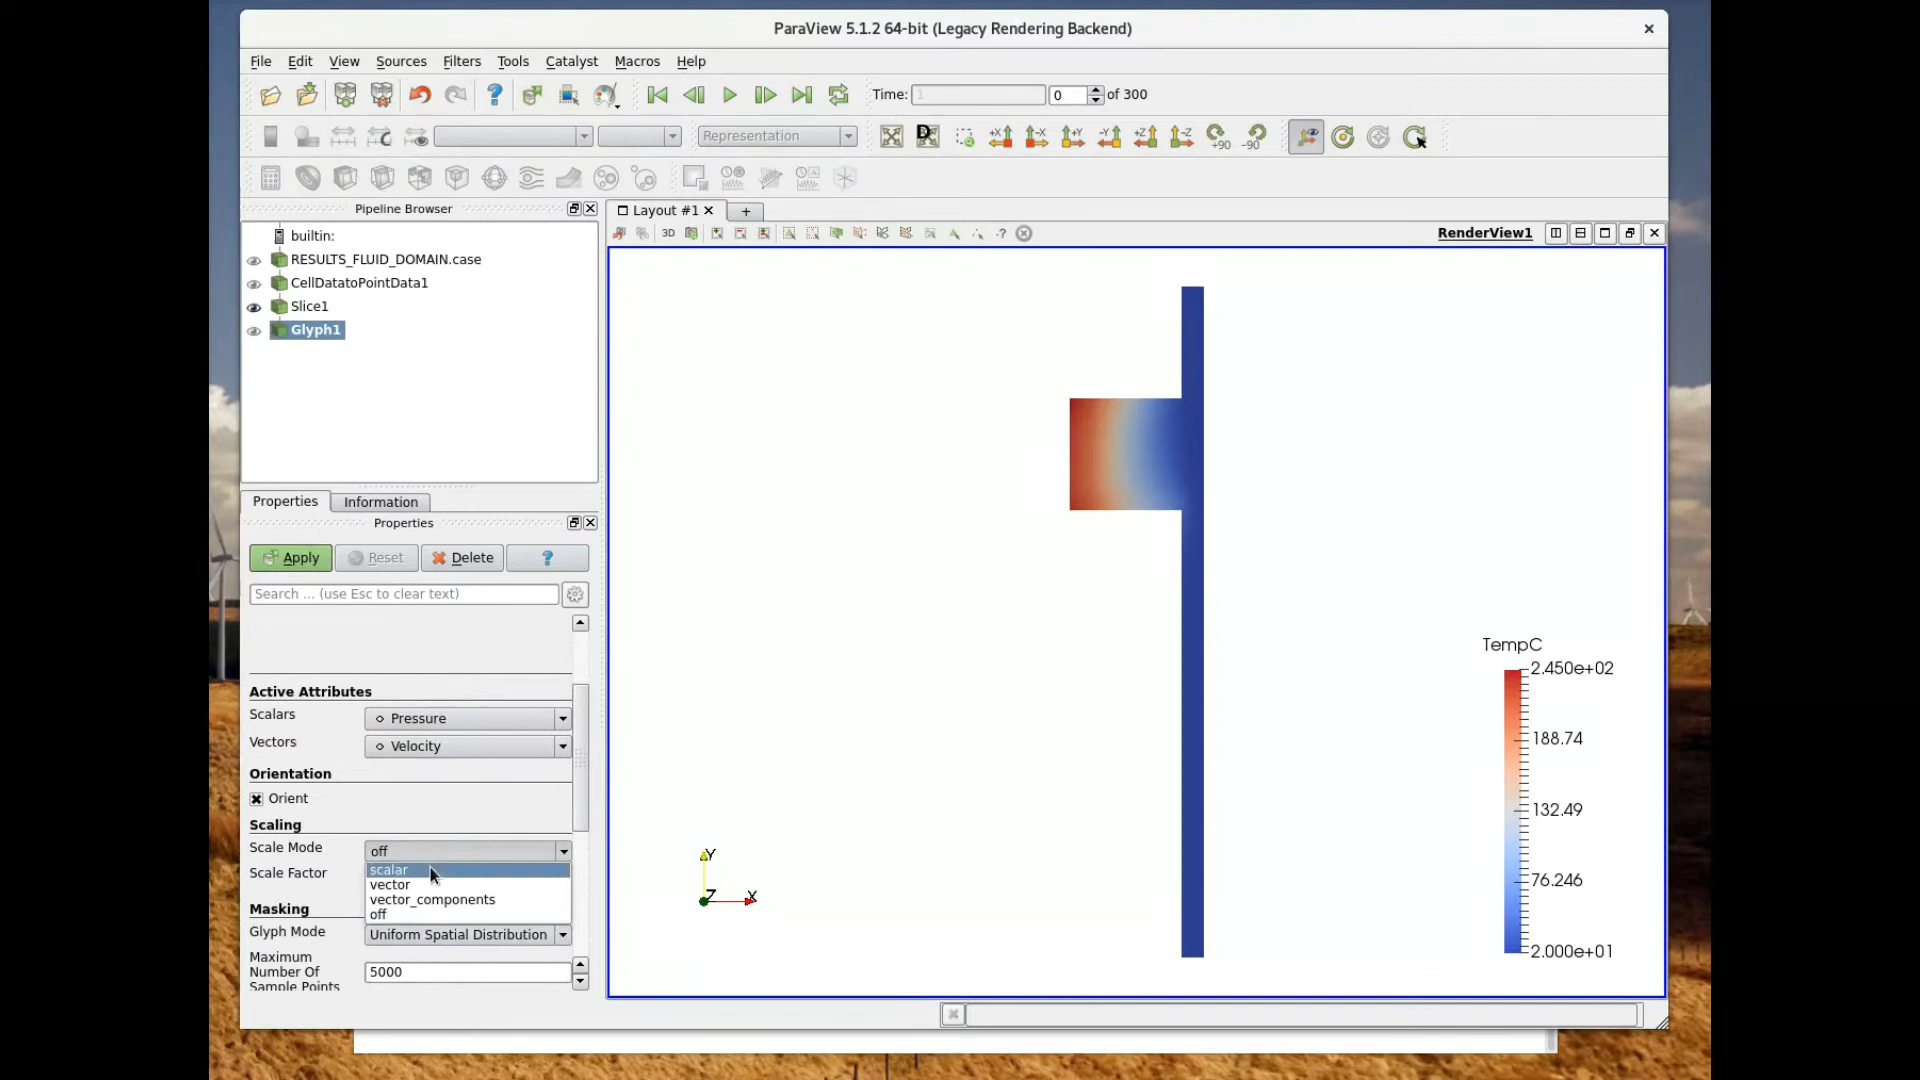 ParaView 5.1.2 64-bit (Legacy Rendering Backend)
File Edit View Sources Filters Tools Catalyst Macros Help
Time: 1 0 of 300
Representation +X -X +Y -Y +Z -Z +90 -90
Pipeline Browser
Layout #1
builtin:
3D RenderView1
RESULTS_FLUID_DOMAIN.case
CellDatatoPointData1
Slice1
Glyph1
Properties Information
Properties
Apply Reset Delete ?
Search ... (use Esc to clear text)
Active Attributes
Scalars Pressure
Vectors Velocity
Orientation
Orient
Scaling
Scale Mode off
Scale Factor
scalar
vector
vector_components
off
Masking
Glyph Mode Uniform Spatial Distribution
Maximum
Number Of 5000
Sample Points
Y
Z X
TempC
2.450e+02
188.74
132.49
76.246
2.000e+01